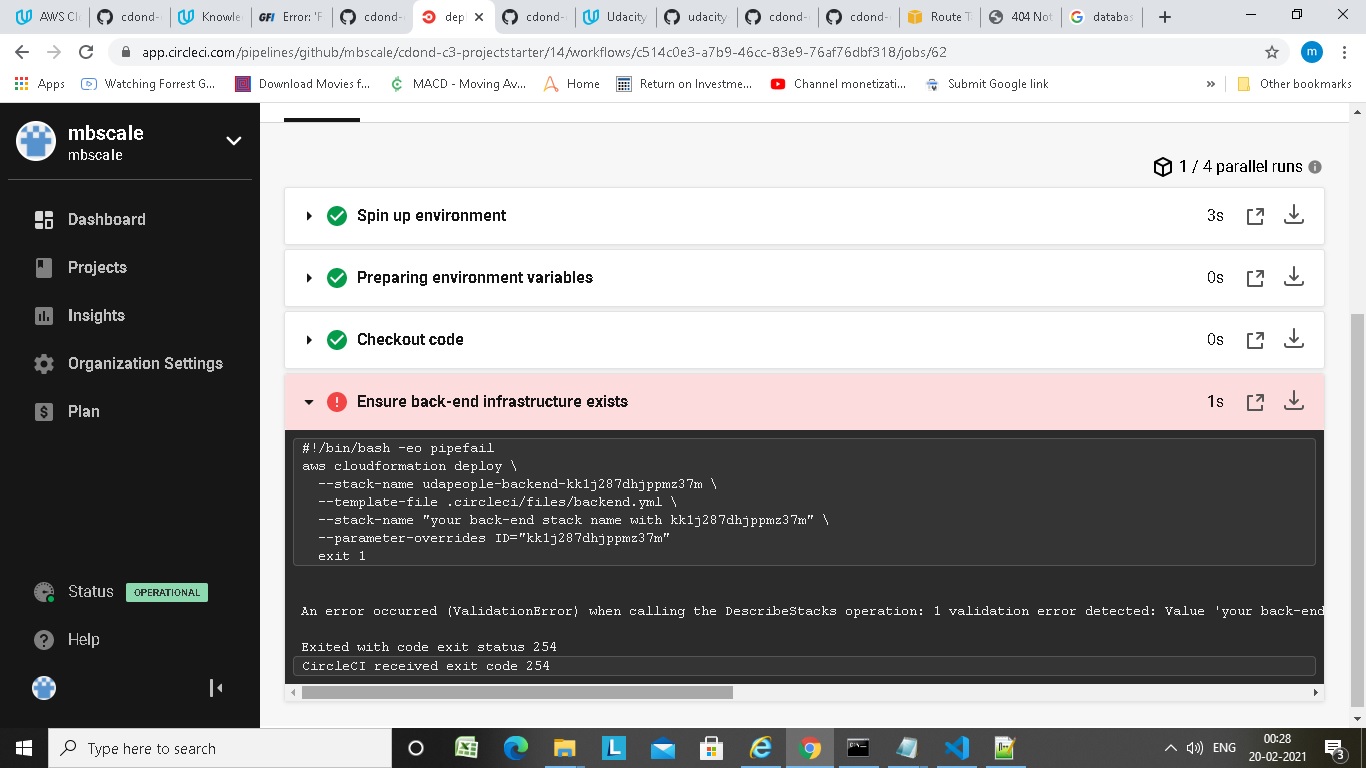 AWS Cl
cdond-
Knowle
GFI Error: 'F
cdond-
dep
cdond-
Udacity
udacity
cdond-
cdond-
Route T
404 Not
databas
app.circleci.com/pipelines/github/mbscale/cdond-c3-projectstarter/14/workflows/c514c0e3-a7b9-46cc-83e9-76af76dbf318/jobs/62
m
Apps
Watching Forrest G...
Download Movies f...
MACD - Moving Av...
Home
Return on Investme...
Channel monetizati...
Submit Google link
»
Other bookmarks
mbscale
mbscale
Dashboard
Projects
Insights
Organization Settings
Plan
Status OPERATIONAL
Help
1 / 4 parallel runs
Spin up environment 3s
Preparing environment variables 0s
Checkout code 0s
Ensure back-end infrastructure exists 1s
#!/bin/bash -eo pipefail
aws cloudformation deploy \
--stack-name udapeople-backend-kk1j287dhjppmz37m \
--template-file .circleci/files/backend.yml \
--stack-name "your back-end stack name with kk1j287dhjppmz37m" \
--parameter-overrides ID="kk1j287dhjppmz37m"
exit 1
An error occurred (ValidationError) when calling the DescribeStacks operation: 1 validation error detected: Value 'your back-end
Exited with code exit status 254
CircleCI received exit code 254
Type here to search
L
ENG
00:28
20-02-2021
3